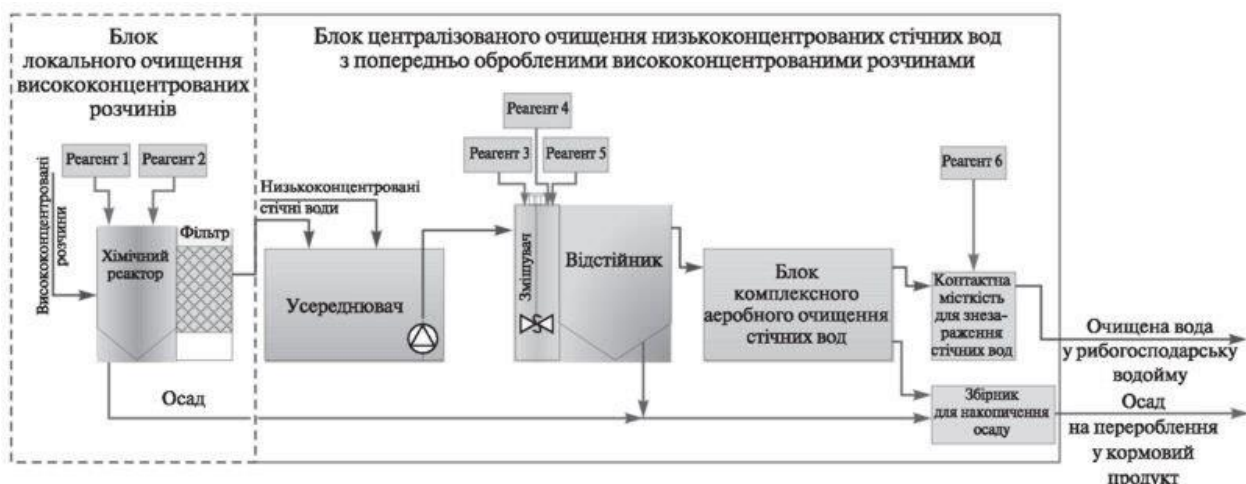 Блок
локального очищення
висококонцентрованих
розчинів
Блок централізованого очищення низькоконцентрованих стічних вод
з попередньо обробленими висококонцентрованими розчинами
Реагент 1
Реагент 2
Висококонцентровані
розчини
Хімічний
реактор
Фільтр
Низькоконцентровані
стічні води
Усереднювач
Реагент 3
Реагент 4
Реагент 5
Змішувач
Відстійник
Блок
комплексного
аеробного очищення
стічних вод
Реагент 6
Контактна
місткість
для знеза-
раження
стічних вод
Очищена вода
у рибогосподарську
водойму
Осад
Збірник
для накопичення
осаду
Осад
на перероблення
у кормовий
продукт